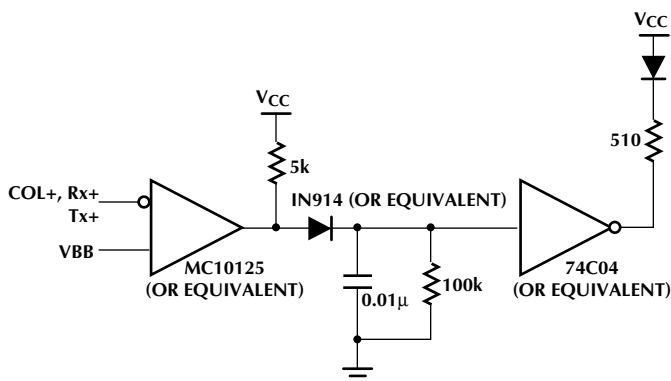 VCC
VCC
5k
510
COL+, Rx+
Tx+
IN914 (OR EQUIVALENT)
VBB
MC10125
(OR EQUIVALENT)
0.01µ
100k
74C04
(OR EQUIVALENT)